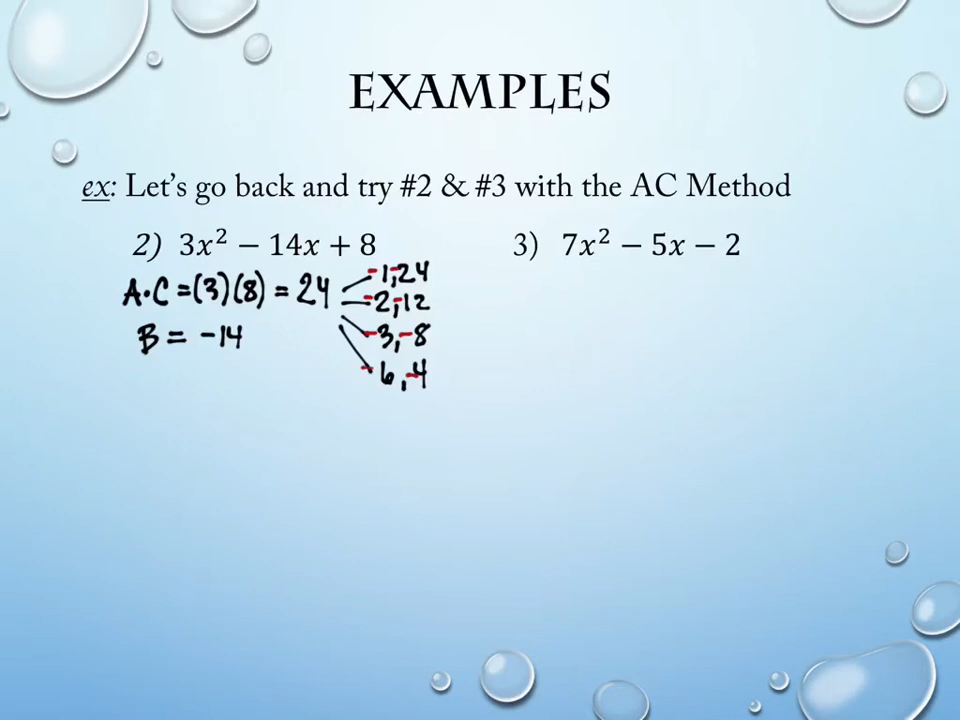 EXAMPLES
ex: Let's go back and try #2 & #3 with the AC Method
2) 3x² − 14x + 8
3) 7x² − 5x − 2
A·C = (3)(8) = 24
-1,-24
-2,-12
-3,-8
-6,-4
B = -14